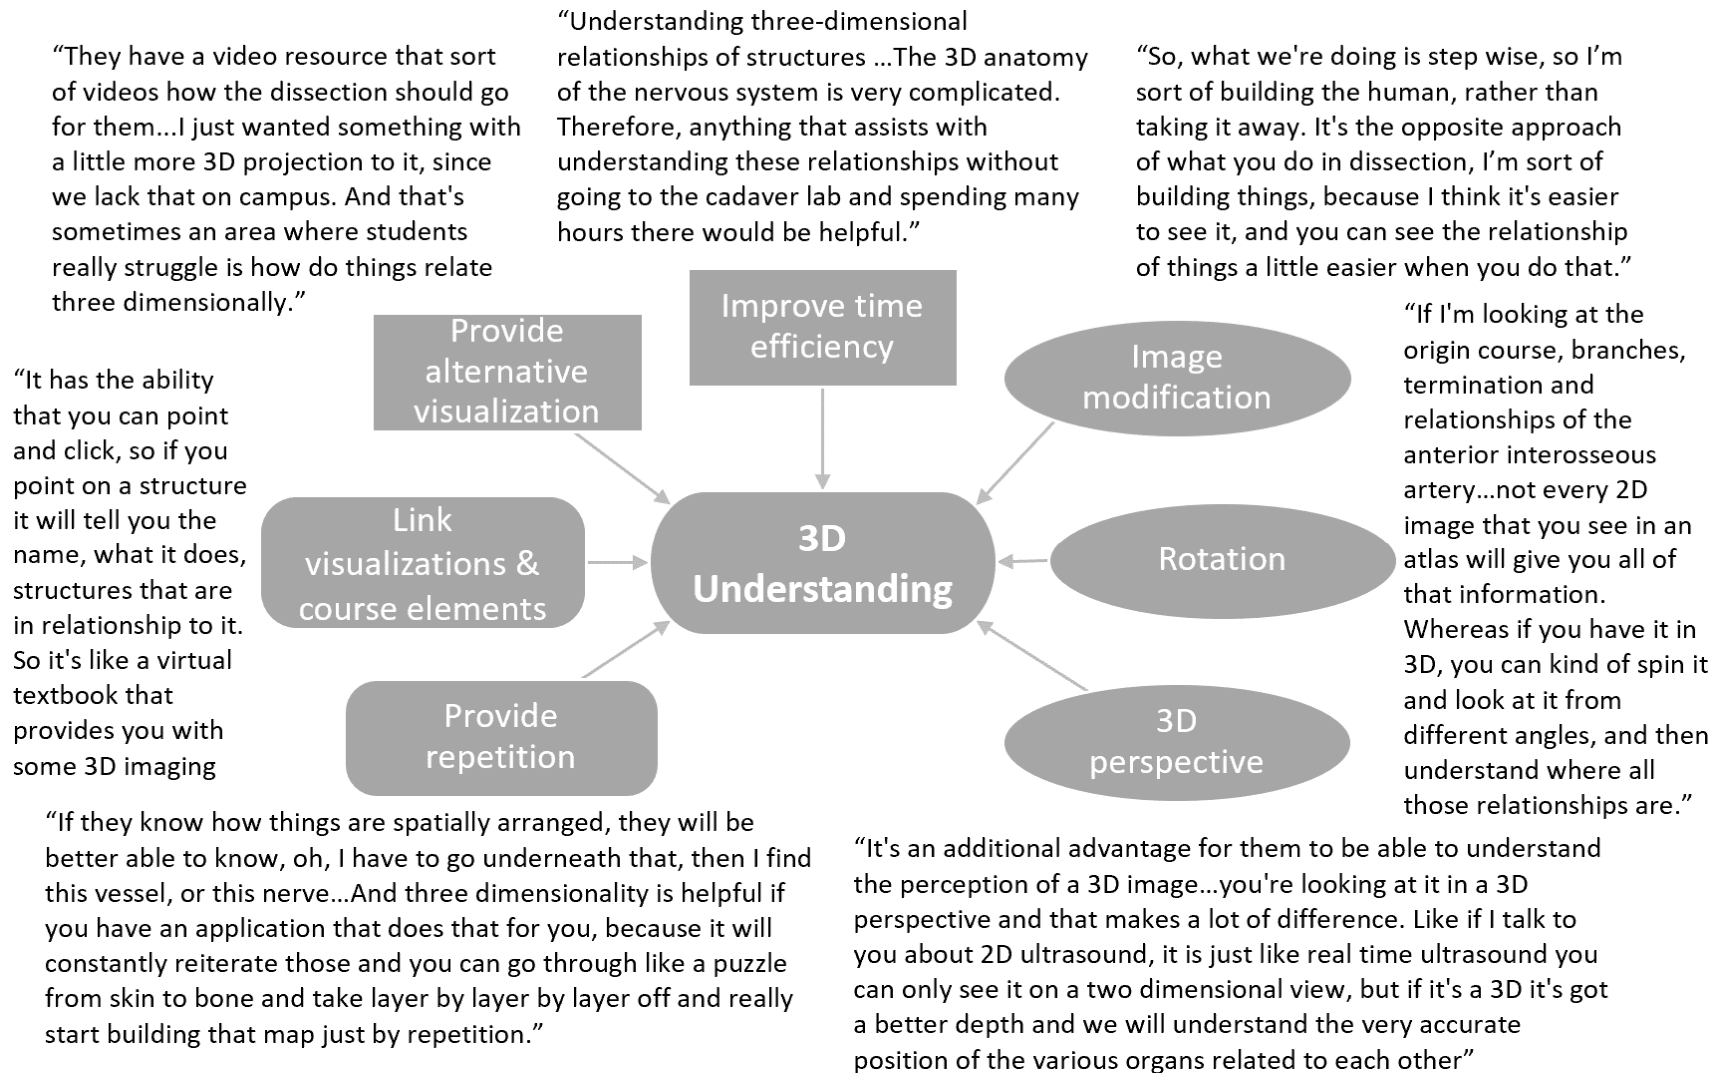 “They have a video resource that sort
of videos how the dissection should go
for them...I just wanted something with
a little more 3D projection to it, since
we lack that on campus. And that's
sometimes an area where students
really struggle is how do things relate
three dimensionally.”
“Understanding three-dimensional
relationships of structures ...The 3D anatomy
of the nervous system is very complicated.
Therefore, anything that assists with
understanding these relationships without
going to the cadaver lab and spending many
hours there would be helpful.”
“So, what we're doing is step wise, so I’m
sort of building the human, rather than
taking it away. It's the opposite approach
of what you do in dissection, I’m sort of
building things, because I think it's easier
to see it, and you can see the relationship
of things a little easier when you do that.”
Provide
alternative
visualization
Improve time
efficiency
Image
modification
“It has the ability
that you can point
and click, so if you
point on a structure
it will tell you the
name, what it does,
structures that are
in relationship to it.
So it's like a virtual
textbook that
provides you with
some 3D imaging
Link
visualizations &
course elements
3D
Understanding
Rotation
“If I'm looking at the
origin course, branches,
termination and
relationships of the
anterior interosseous
artery...not every 2D
image that you see in an
atlas will give you all of
that information.
Whereas if you have it in
3D, you can kind of spin it
and look at it from
different angles, and then
understand where all
those relationships are.”
Provide
repetition
3D
perspective
“If they know how things are spatially arranged, they will be
better able to know, oh, I have to go underneath that, then I find
this vessel, or this nerve...And three dimensionality is helpful if
you have an application that does that for you, because it will
constantly reiterate those and you can go through like a puzzle
from skin to bone and take layer by layer by layer off and really
start building that map just by repetition.”
“It's an additional advantage for them to be able to understand
the perception of a 3D image...you're looking at it in a 3D
perspective and that makes a lot of difference. Like if I talk to
you about 2D ultrasound, it is just like real time ultrasound you
can only see it on a two dimensional view, but if it's a 3D it's got
a better depth and we will understand the very accurate
position of the various organs related to each other”